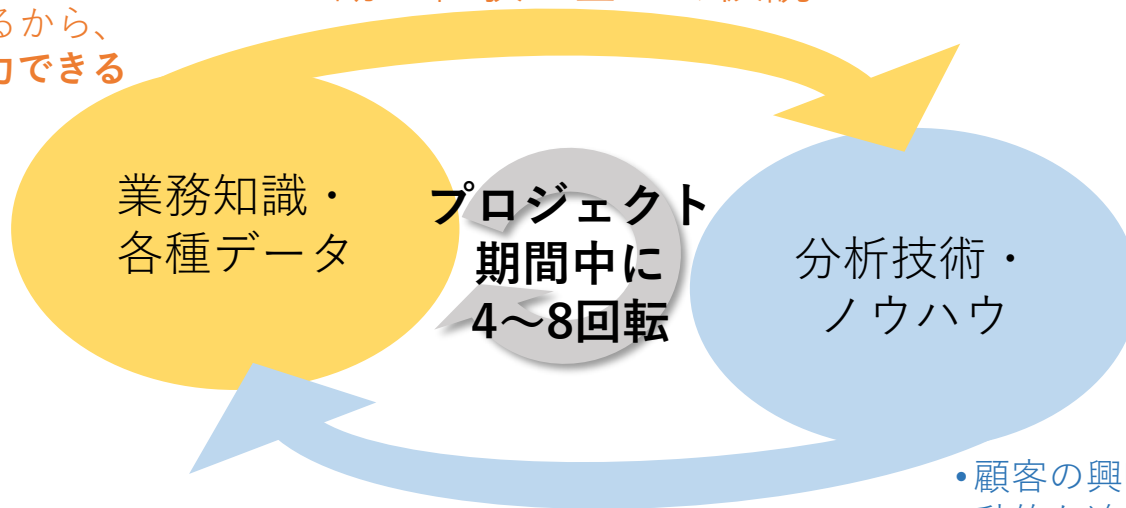 るから、
できる
業務知識・
各種データ
プロジェクト
期間中に
4～8回転
分析技術・
ノウハウ
•顧客の興